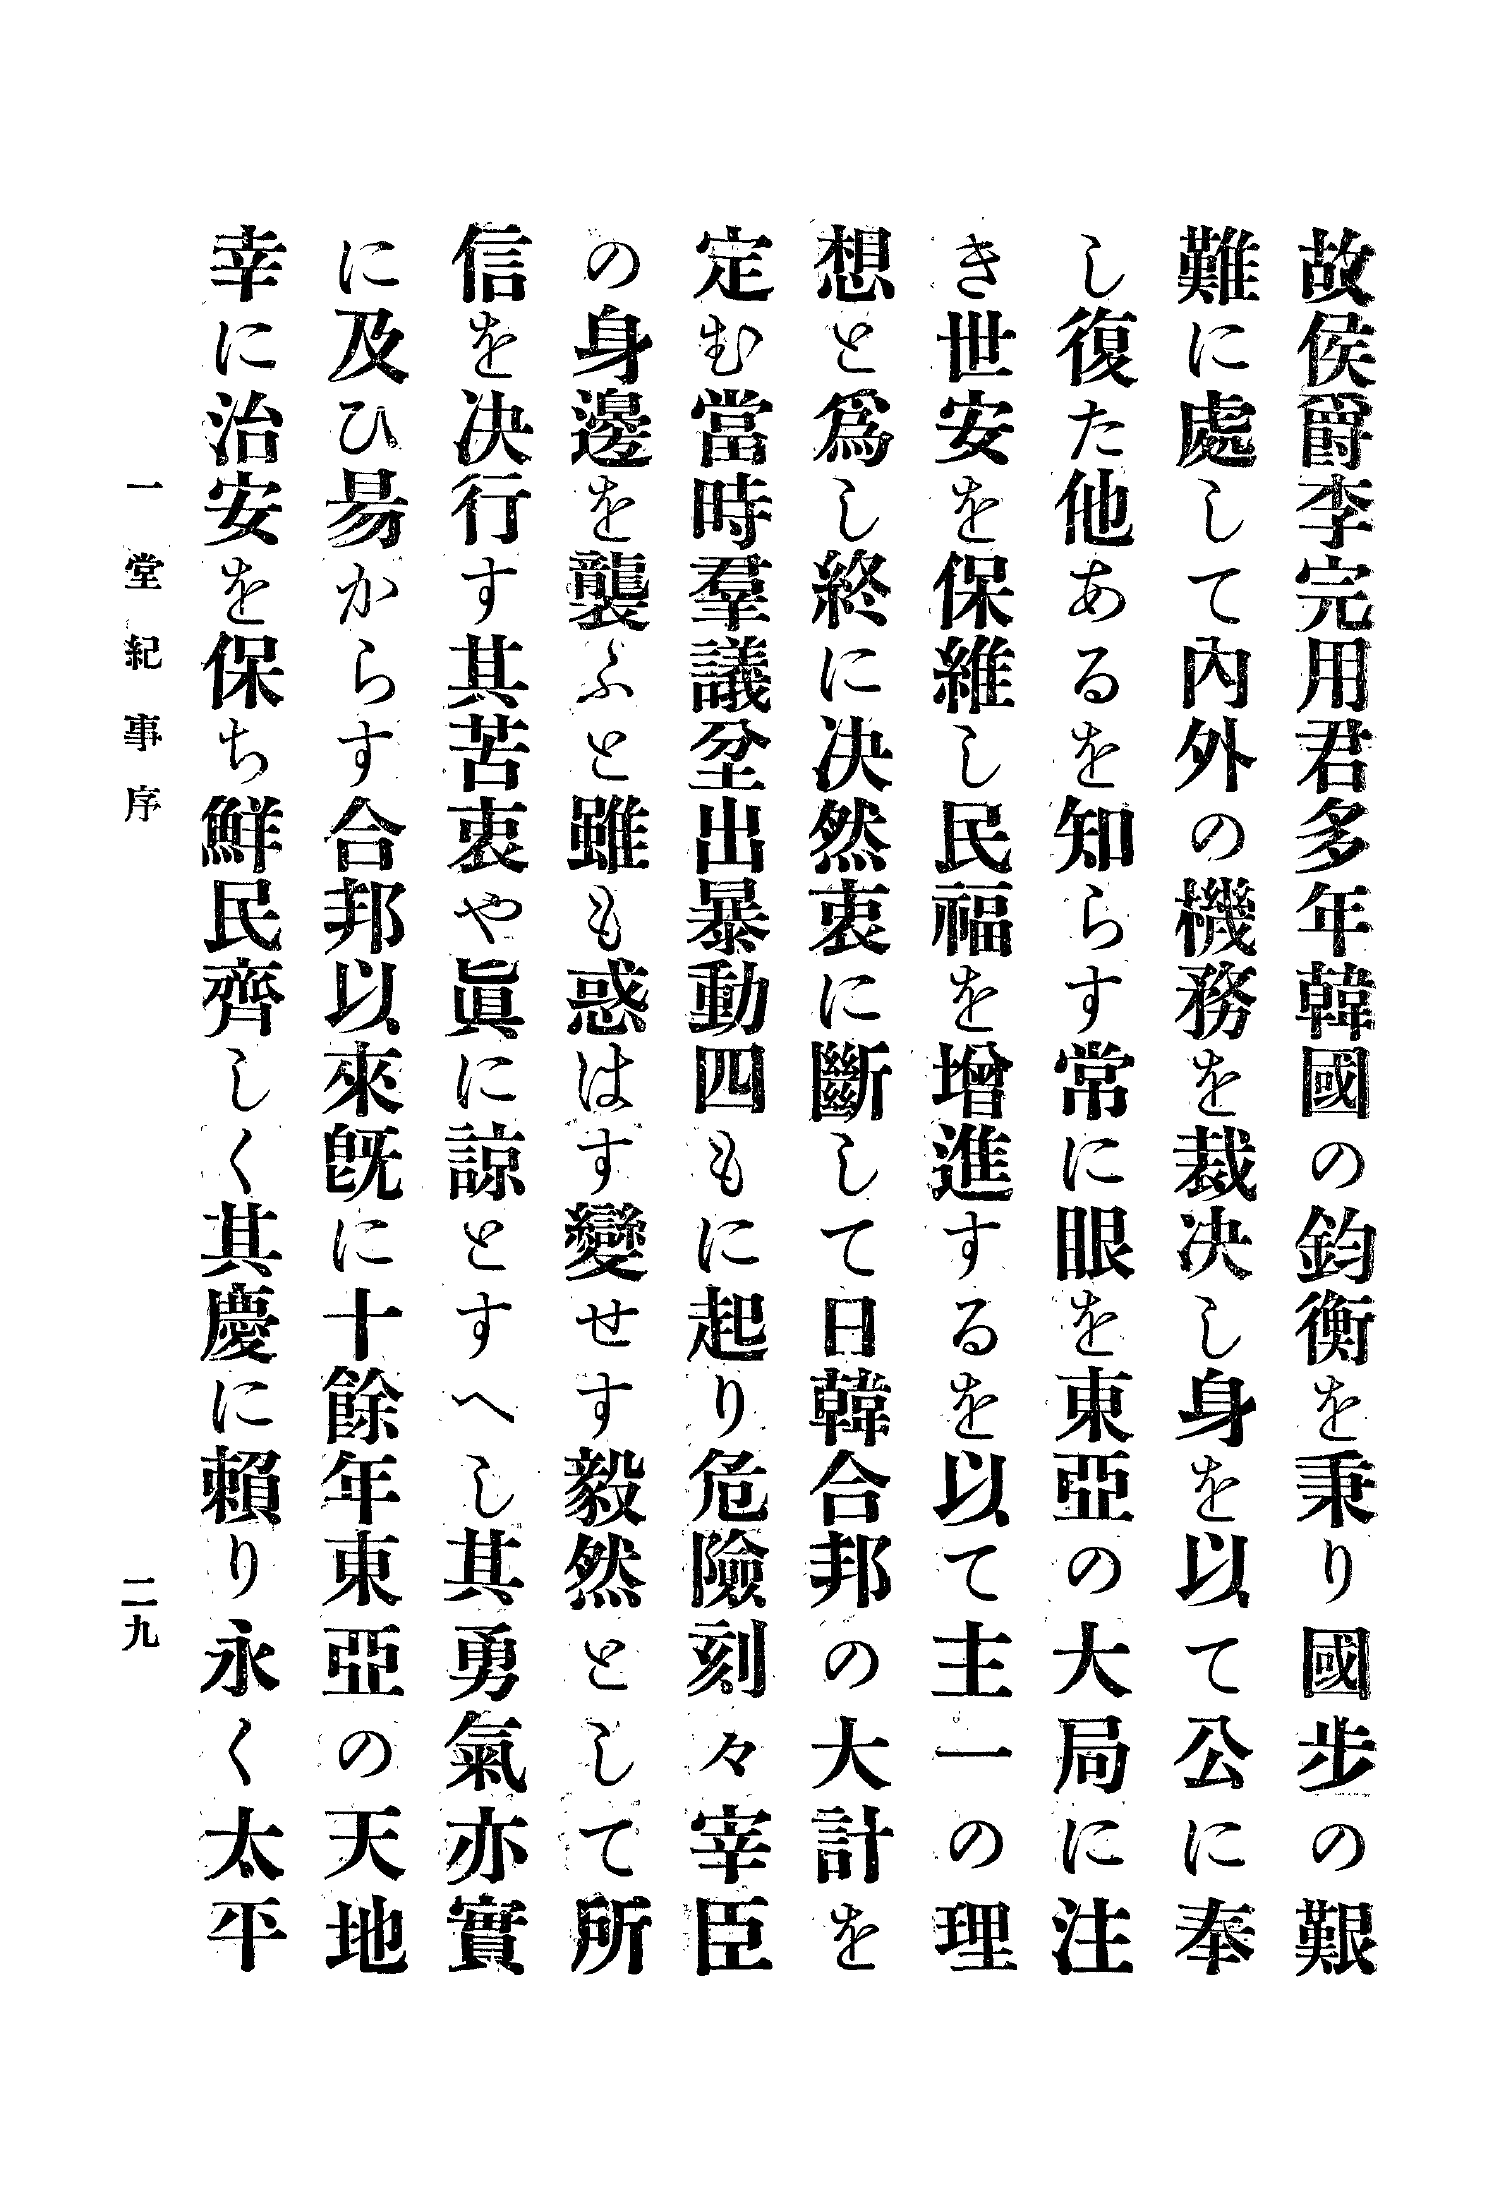 故侯爵李完用君多年韓國の鈞衡を秉り國步の艱
難に處して內外の機務を裁決し身を以て公に奉
し復た他あるを知らす常に眼を東亞の大局に注
き世安を保維し民福を增進するを以て主一の理
想と爲し終に决然衷に斷して日韓合邦の大計を
定む當時羣議坌出暴動四もに起り危險刻々宰臣
の身邊を襲ふと雖も惑はす變せす毅然として所
信を決行す其苦衷や眞に諒とすへし其勇氣亦實
に及ひ昜からす合邦以來旣に十餘年東亞の天地
幸に治安を保ち鮮民齊しく其慶に賴り永く太平
一堂紀事序
二九